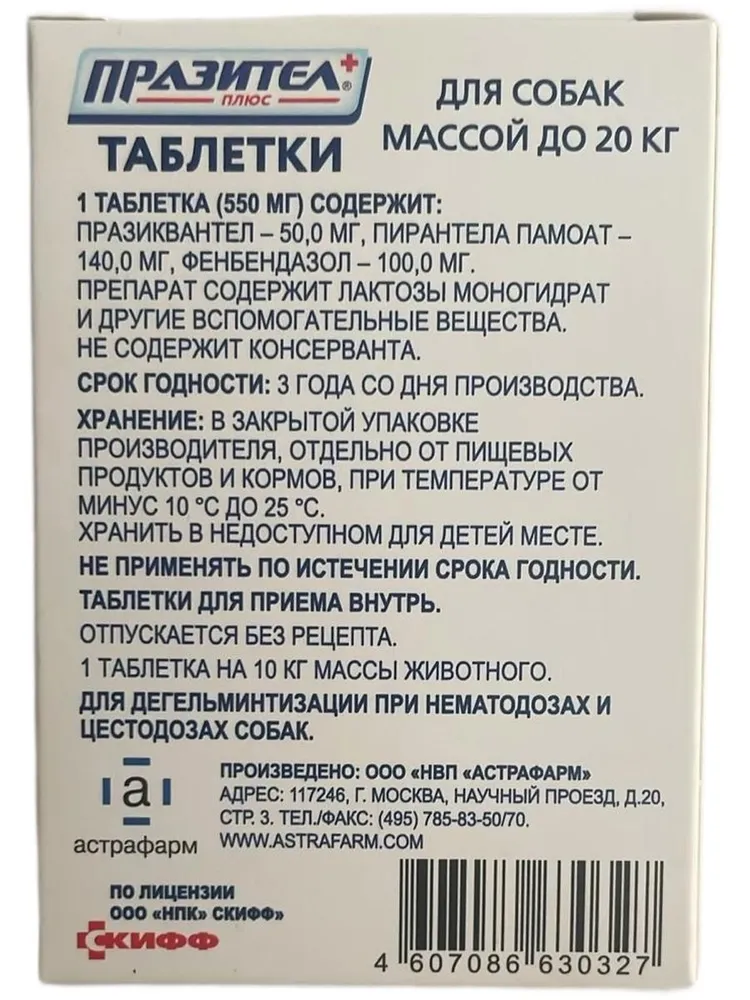 ПРАЗИТЕЛ+®
ПЛЮС
ТАБЛЕТКИ
ДЛЯ СОБАК
МАССОЙ ДО 20 КГ
1 ТАБЛЕТКА (550 МГ) СОДЕРЖИТ:
ПРАЗИКВАНТЕЛ – 50,0 МГ, ПИРАНТЕЛА ПАМОАТ –
140,0 МГ, ФЕНБЕНДАЗОЛ – 100,0 МГ.
ПРЕПАРАТ СОДЕРЖИТ ЛАКТОЗЫ МОНОГИДРАТ
И ДРУГИЕ ВСПОМОГАТЕЛЬНЫЕ ВЕЩЕСТВА.
НЕ СОДЕРЖИТ КОНСЕРВАНТА.
СРОК ГОДНОСТИ: 3 ГОДА СО ДНЯ ПРОИЗВОДСТВА.
ХРАНЕНИЕ: В ЗАКРЫТОЙ УПАКОВКЕ
ПРОИЗВОДИТЕЛЯ, ОТДЕЛЬНО ОТ ПИЩЕВЫХ
ПРОДУКТОВ И КОРМОВ, ПРИ ТЕМПЕРАТУРЕ ОТ
МИНУС 10 °С ДО 25 °С.
ХРАНИТЬ В НЕДОСТУПНОМ ДЛЯ ДЕТЕЙ МЕСТЕ.
НЕ ПРИМЕНЯТЬ ПО ИСТЕЧЕНИИ СРОКА ГОДНОСТИ.
ТАБЛЕТКИ ДЛЯ ПРИЕМА ВНУТРЬ.
ОТПУСКАЕТСЯ БЕЗ РЕЦЕПТА.
1 ТАБЛЕТКА НА 10 КГ МАССЫ ЖИВОТНОГО.
ДЛЯ ДЕГЕЛЬМИНТИЗАЦИИ ПРИ НЕМАТОДОЗАХ И
ЦЕСТОДОЗАХ СОБАК.
а
астрафарм
ПРОИЗВЕДЕНО: ООО «НВП «АСТРАФАРМ»
АДРЕС: 117246, Г. МОСКВА, НАУЧНЫЙ ПРОЕЗД, Д.20,
СТР. 3. ТЕЛ./ФАКС: (495) 785-83-50/70.
WWW.ASTRAFARM.COM
ПО ЛИЦЕНЗИИ
ООО «НПК» СКИФФ»
СКИФФ
4 607086 630327